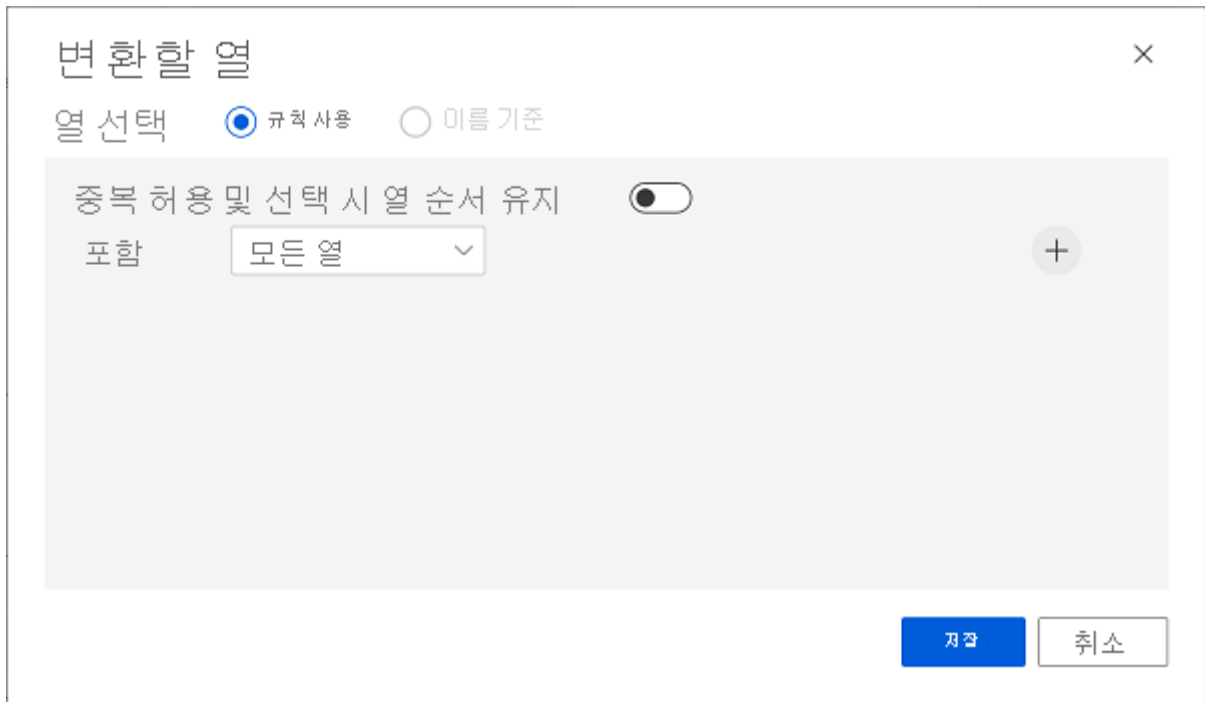 변환할 열
열 선택 규칙 사용 이름 기준
중복 허용 및 선택 시 열 순서 유지
포함 모든 열
저장 취소